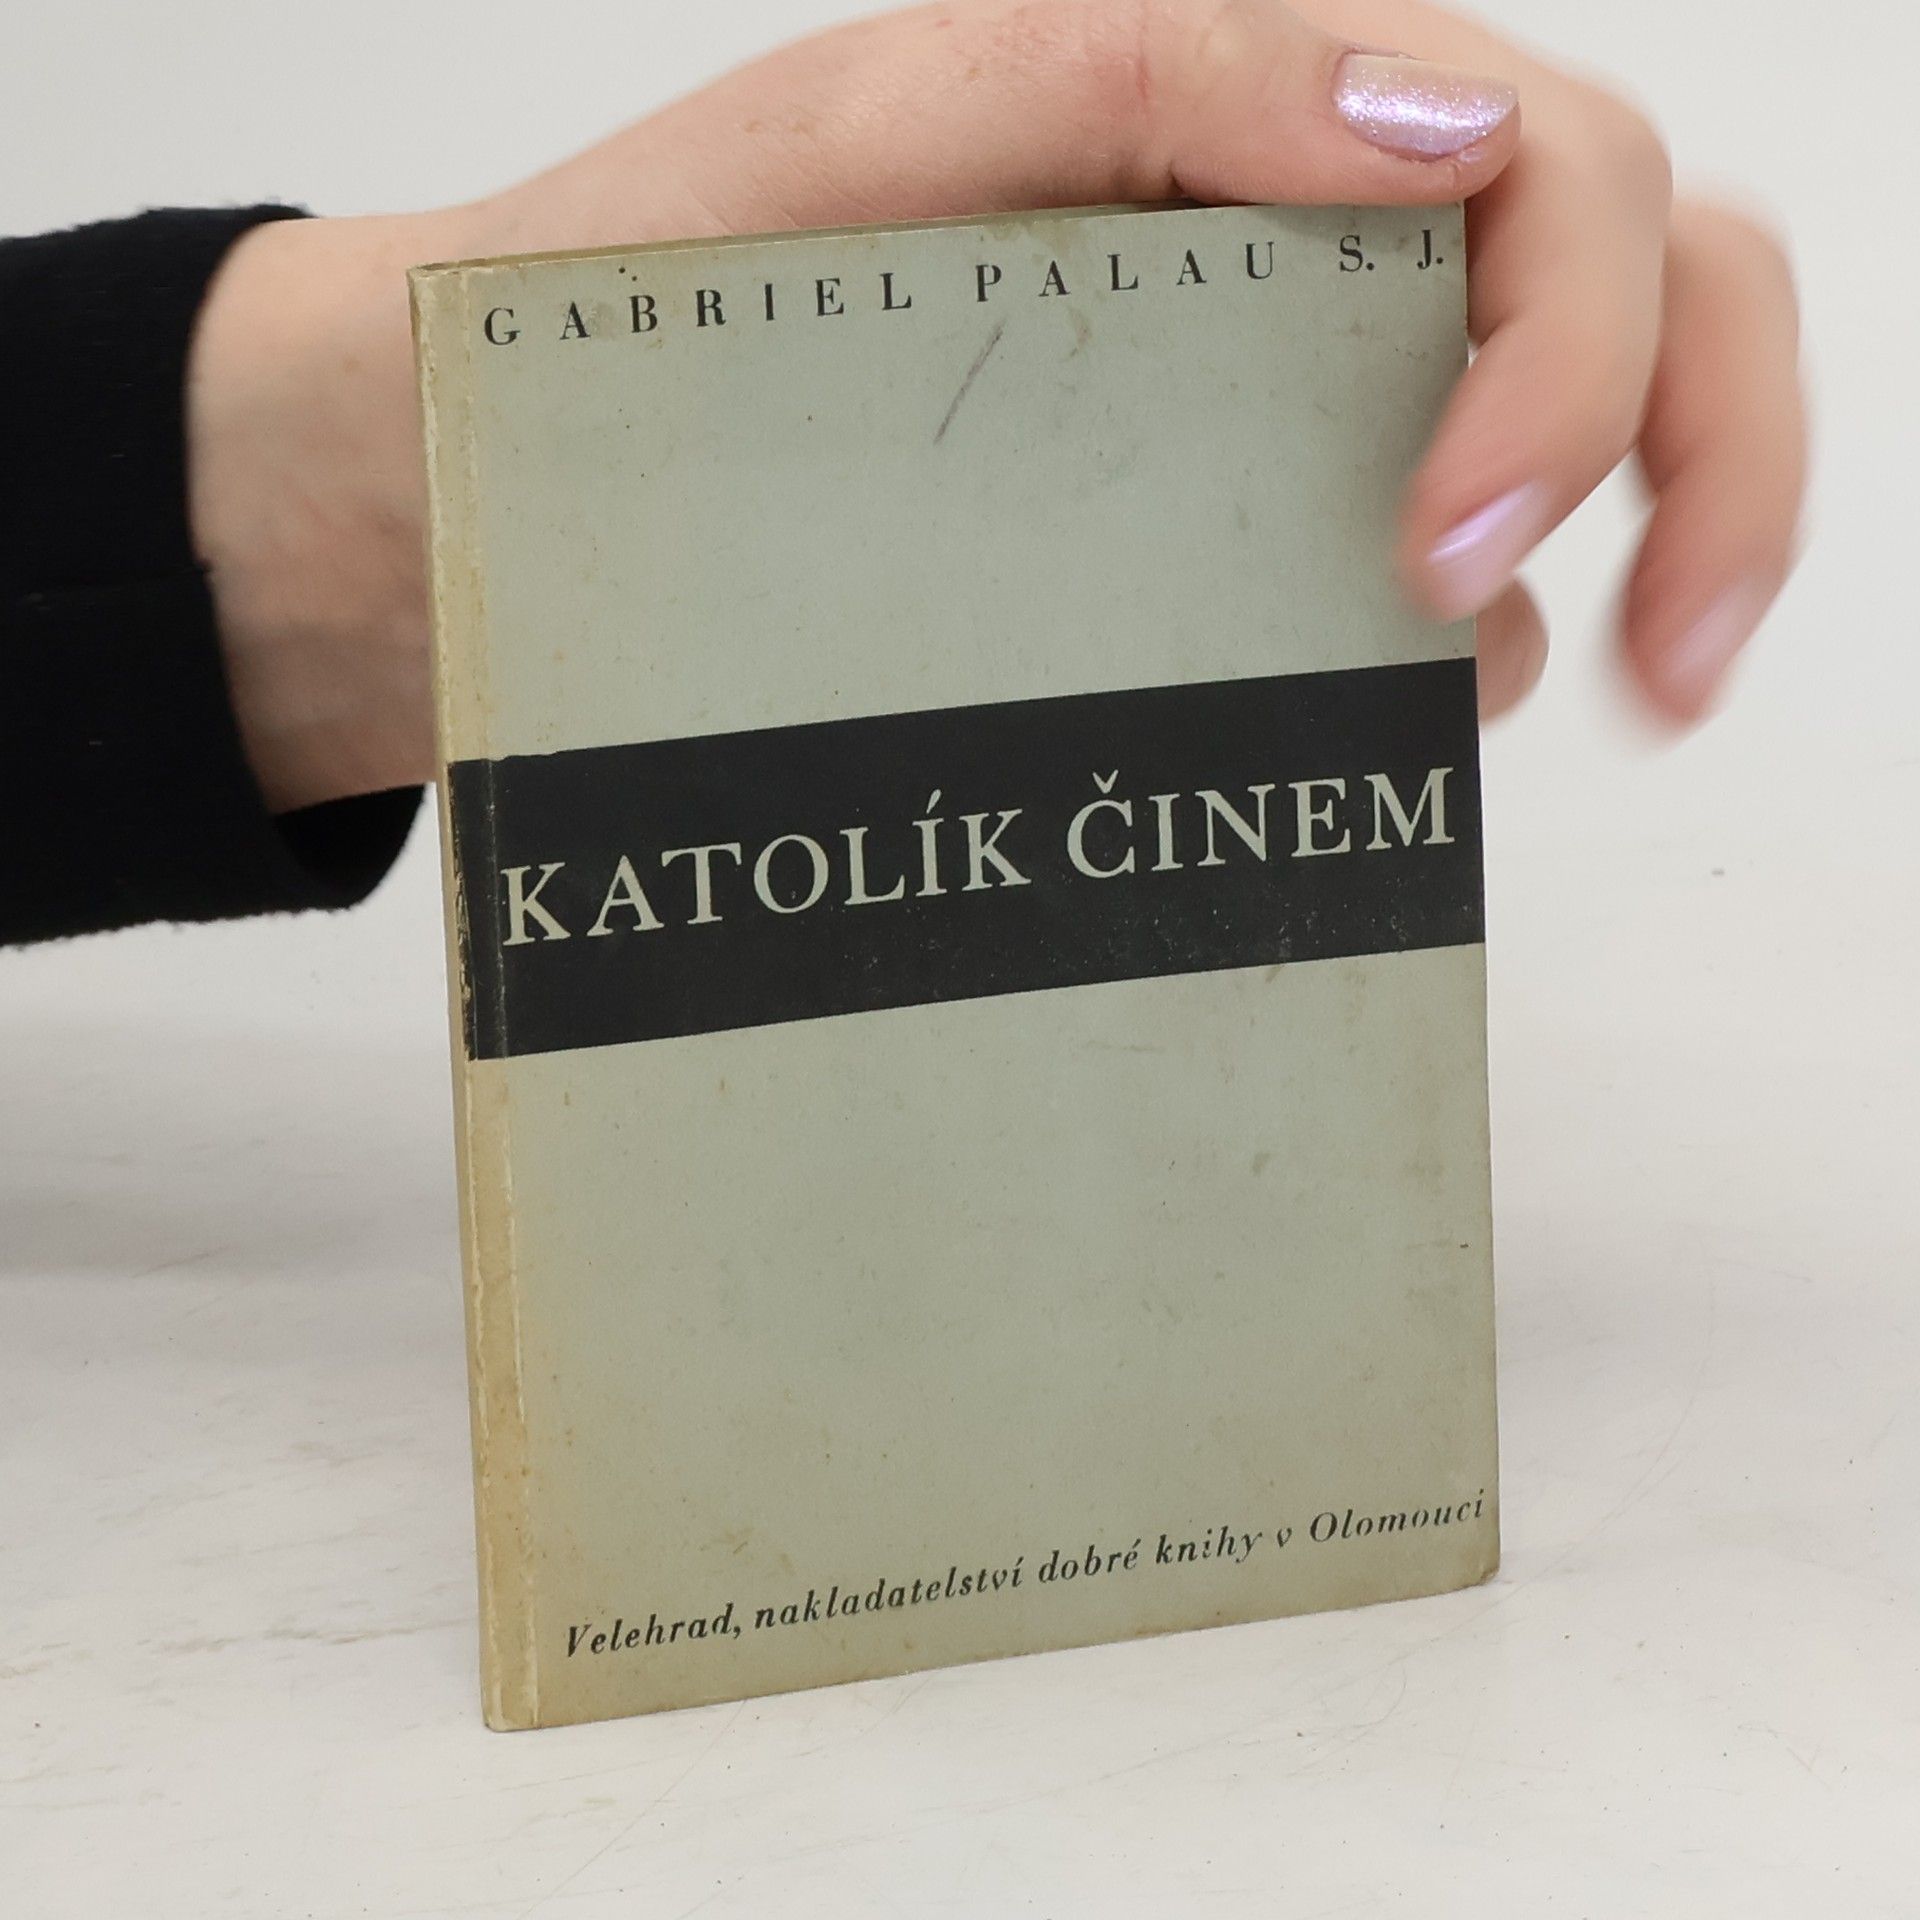 GABRIEL PALAU S. J.
KATOLÍK ČINEM
Velehrad, nakladatelství dobré knihy v Olomouci